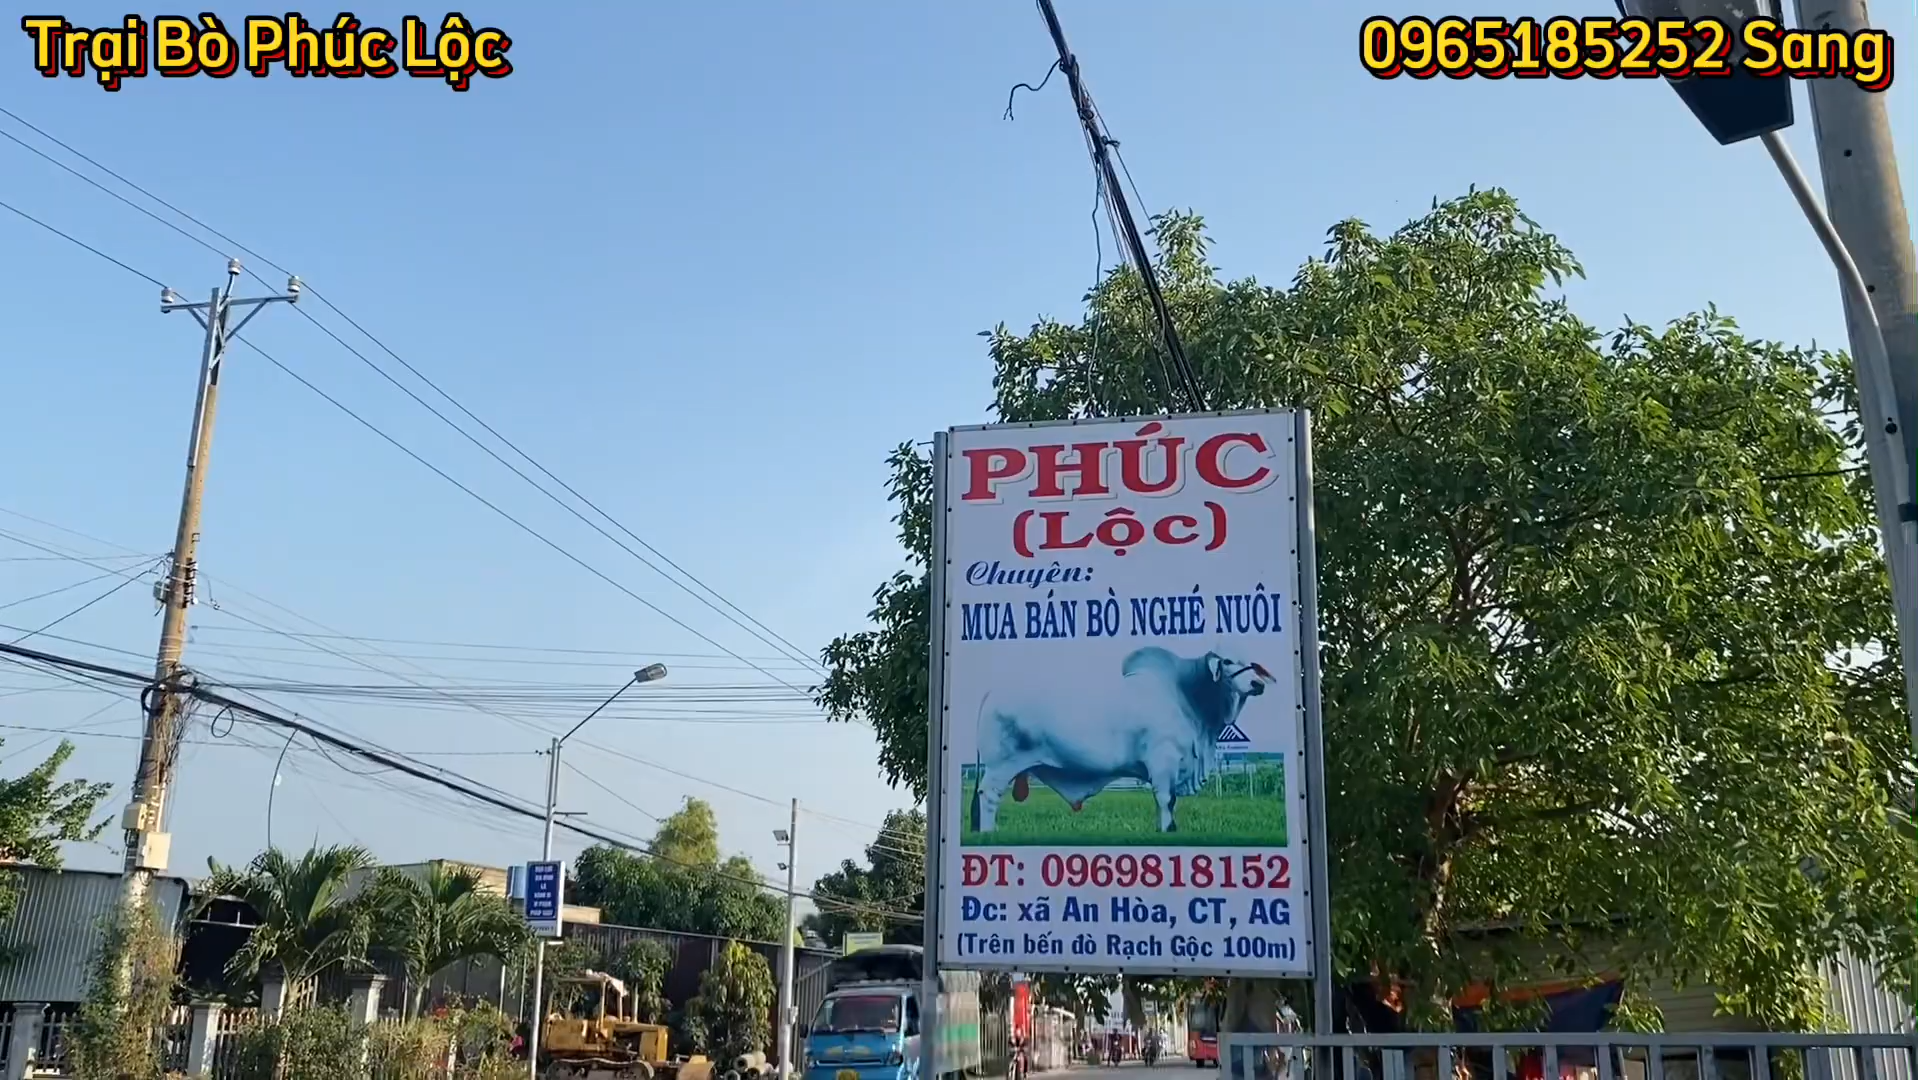 Trại Bò Phúc Lộc
0965185252 Sang
PHÚC
(Lộc)
Chuyên:
MUA BÁN BÒ NGHÉ NUÔI
ĐT: 0969818152
Đc: xã An Hòa, CT, AG
(Trên bến đò Rạch Gộc 100m)